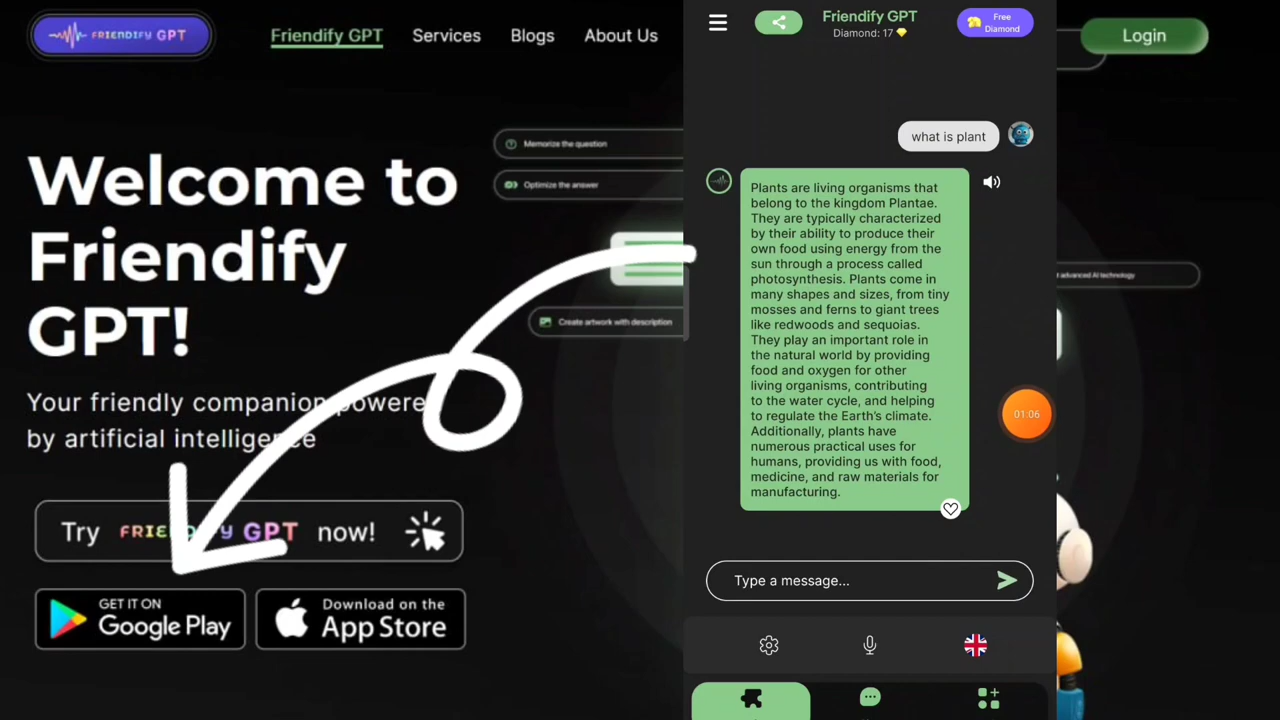 FRIENDIFY GPT
Friendify GPT
Services
Blogs
About Us
Login
Welcome to
Friendify
GPT!
Your friendly companion powere
by artificial intelligence
Try FRIENDIFY GPT now!
GET IT ON
Google Play
Download on the
App Store
Memorize the question
Optimize the answer
Create artwork with description
advanced AI technology
Friendify GPT
Diamond: 17
Free
Diamond
what is plant
Plants are living organisms that
belong to the kingdom Plantae.
They are typically characterized
by their ability to produce their
own food using energy from the
sun through a process called
photosynthesis. Plants come in
many shapes and sizes, from tiny
mosses and ferns to giant trees
like redwoods and sequoias.
They play an important role in
the natural world by providing
food and oxygen for other
living organisms, contributing
to the water cycle, and helping
to regulate the Earth's climate.
Additionally, plants have
numerous practical uses for
humans, providing us with food,
medicine, and raw materials for
manufacturing.
01:06
Type a message...